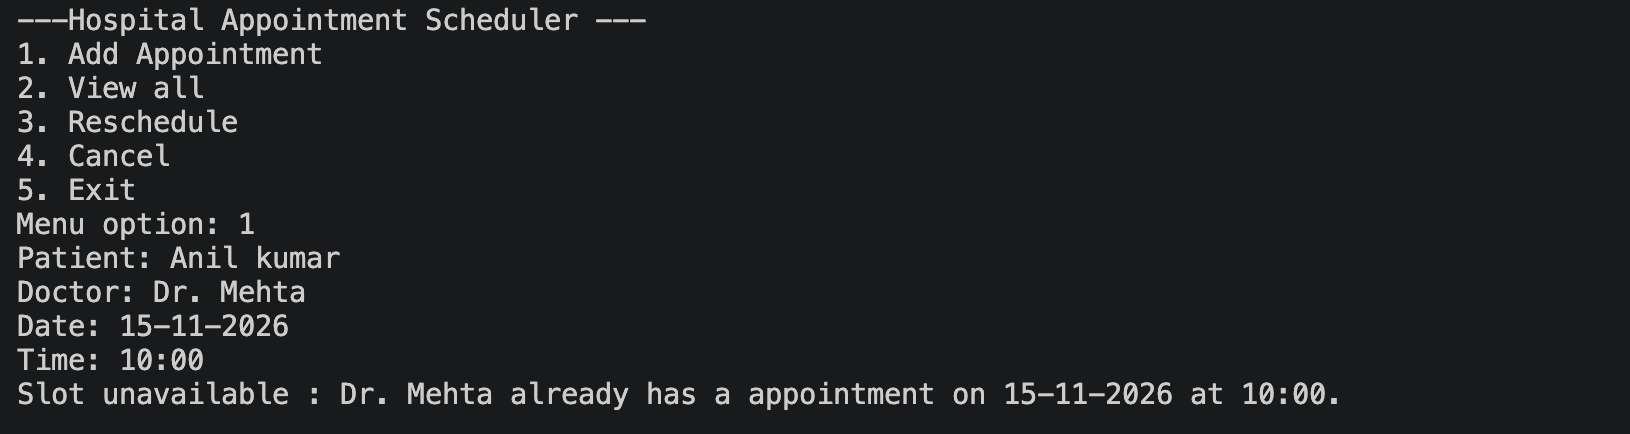 ---Hospital Appointment Scheduler ---
1. Add Appointment
2. View all
3. Reschedule
4. Cancel
5. Exit
Menu option: 1
Patient: Anil kumar
Doctor: Dr. Mehta
Date: 15-11-2026
Time: 10:00
Slot unavailable : Dr. Mehta already has a appointment on 15-11-2026 at 10:00.